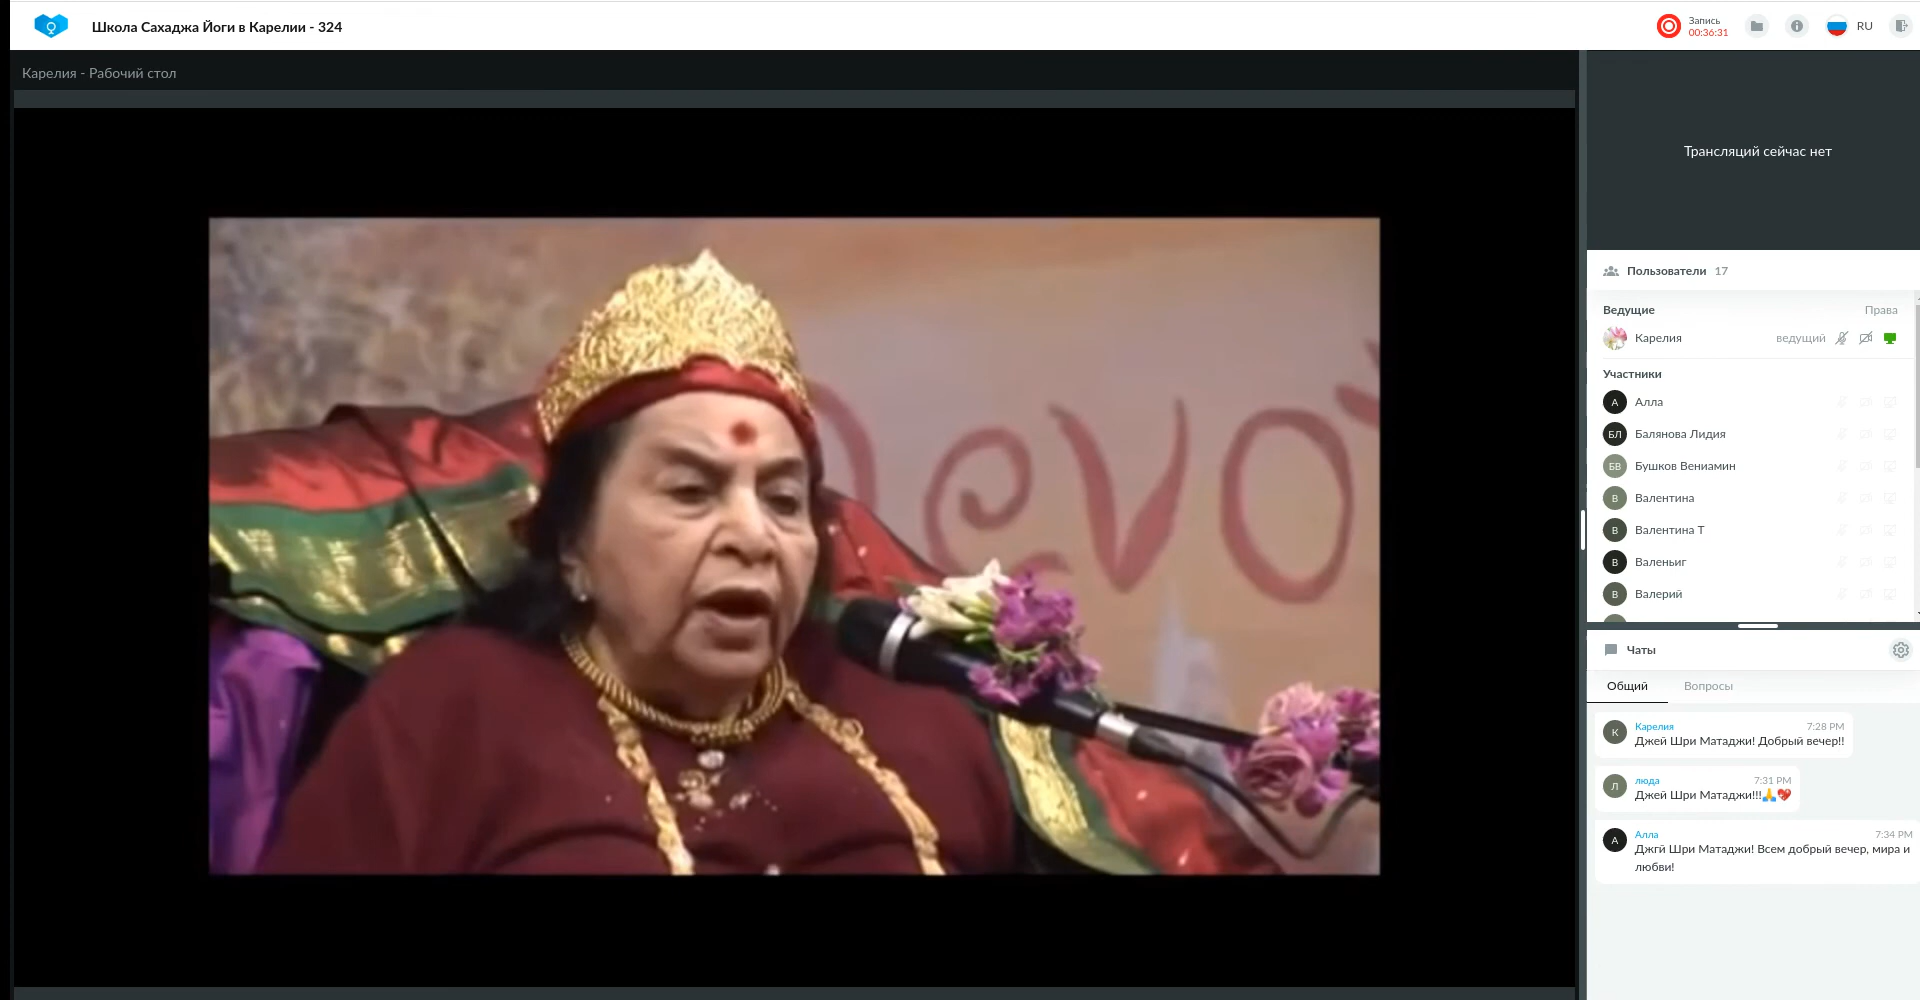 Школа Сахаджа Йоги в Карелии - 324
Запись
00:36:31
RU
Карелия - Рабочий стол
Devo
Трансляций сейчас нет
Пользователи 17
Ведущие Права
Карелия ведущий
Участники
А Алла
БЛ Балянова Лидия
БВ Бушков Вениамин
В Валентина
В Валентина Т
В Валеньиг
В Валерий
Чаты
Общий Вопросы
К Карелия 7:28 PM
Джей Шри Матаджи! Добрый вечер!!
Л люда 7:31 PM
Джей Шри Матаджи!!!🙏💖
А Алла 7:34 PM
Джгй Шри Матаджи! Всем добрый вечер, мира и
любви!